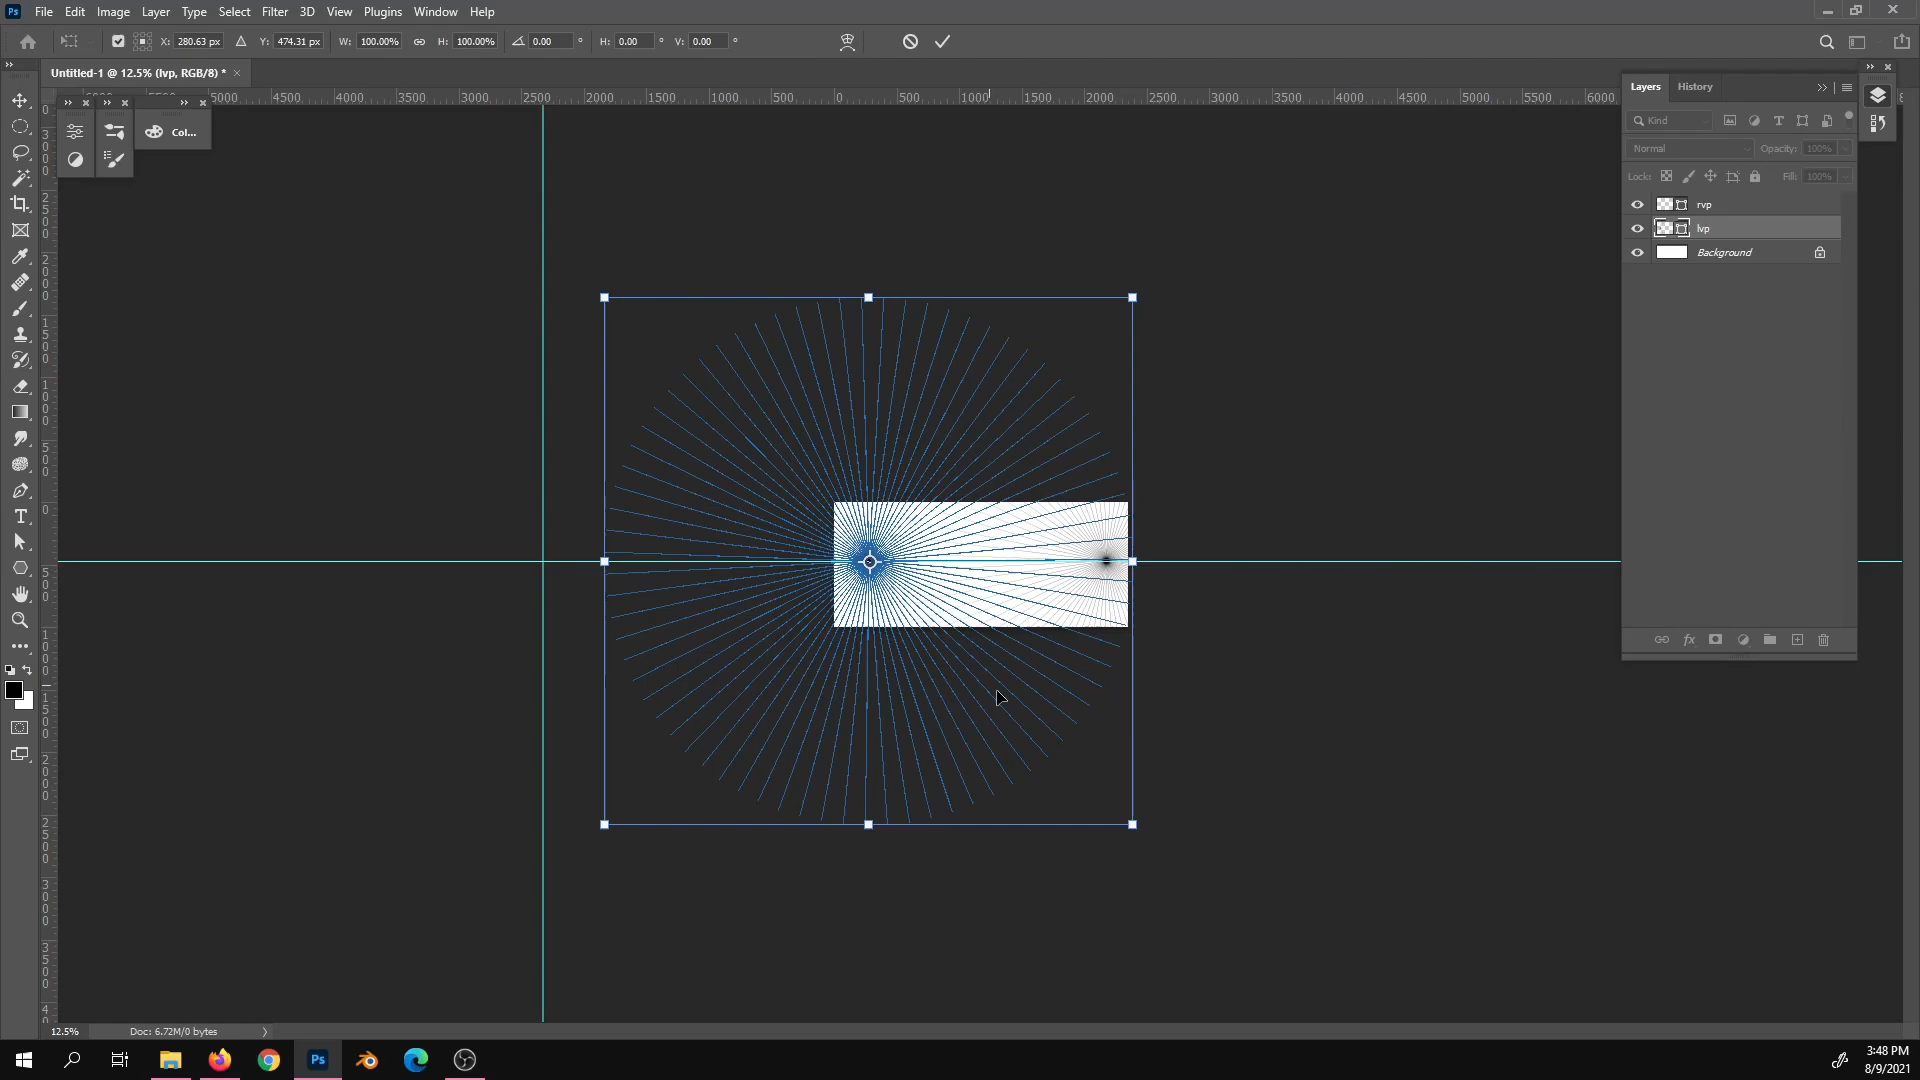 Ps File Edit Image Layer Type Select Filter 3D View Plugins Window Help
X: 280.63 px Y: 474.31 px W: 100.00% H: 100.00% 0.00 ° H: 0.00 ° V: 0.00 °
Untitled-1 @ 12.5% (lvp, RGB/8) * ×
5000 4500 4000 3500 3000 2500 2000 1500 1000 500 0 500 1000 1500 2000 2500 3000 3500 4000 4500 5000 5500 6000
Col...
Layers History
Kind
Normal Opacity: 100%
Lock: Fill: 100%
rvp
lvp
Background
fx
12.5% Doc: 6.72M/0 bytes
Ps
3:48 PM
8/9/2021